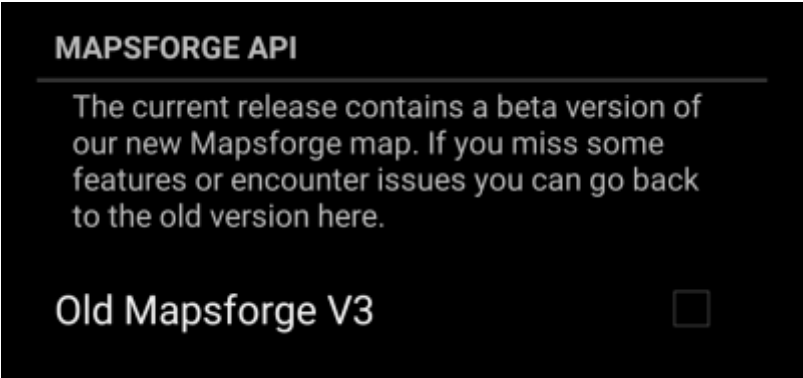 MAPSFORGE API
The current release contains a beta version of
our new Mapsforge map. If you miss some
features or encounter issues you can go back
to the old version here.
Old Mapsforge V3